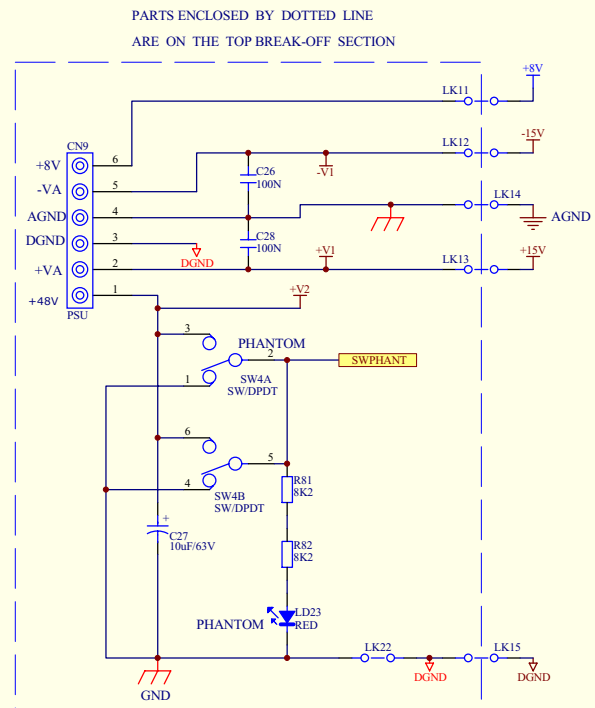 PARTS ENCLOSED BY DOTTED LINE
ARE ON THE TOP BREAK-OFF SECTION
+8V
LK11
-15V
LK12
CN9
+8V
6
C26
100N
-V1
-VA
5
LK14
AGND
4
AGND
DGND
3
C28
100N
DGND
+V1
+15V
LK13
+VA
2
+48V
1
+V2
PSU
3
PHANTOM
2
SWPHANT
1
SW4A
SW/DPDT
6
5
4
SW4B
SW/DPDT
R81
8K2
+
C27
10uF/63V
R82
8K2
LD23
RED
PHANTOM
LK22
LK15
GND
DGND
DGND